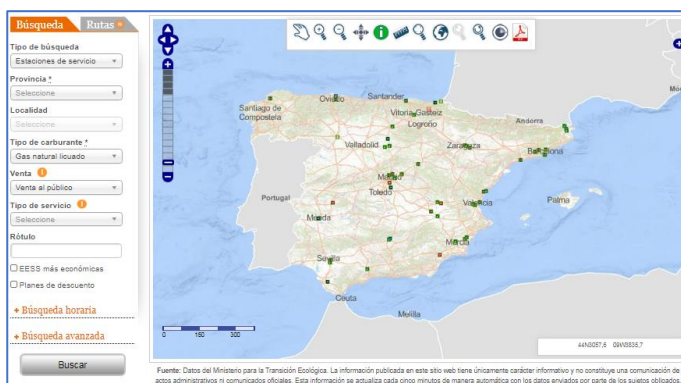 Búsqueda Rutas
Tipo de búsqueda
Estaciones de servicio
Provincia *
Seleccione
Localidad
Seleccione
Tipo de carburante *
Gas natural licuado
Venta
Venta al público
Tipo de servicio
Seleccione
Rótulo
EESS más económicas
Planes de descuento
+ Búsqueda horaria
+ Búsqueda avanzada
Buscar
Oviedo
Santander
Santiago de
Compostela
Vitoria-Gasteiz
Logroño
Andorra
Valladolid
Zaragoza
Barcelona
Madrid
Toledo
Portugal
Valencia
Palma
Mérida
Murcia
Sevilla
Ceuta
Melilla
0 150 300
Fuente: Datos del Ministerio para la Transición Ecológica. La información publicada en este sitio web tiene únicamente carácter informativo y no constituye una comunicación de
actos administrativos ni comunicados oficiales. Esta información se actualiza cada cinco minutos de manera automática con los datos enviados por parte de los sujetos obligados